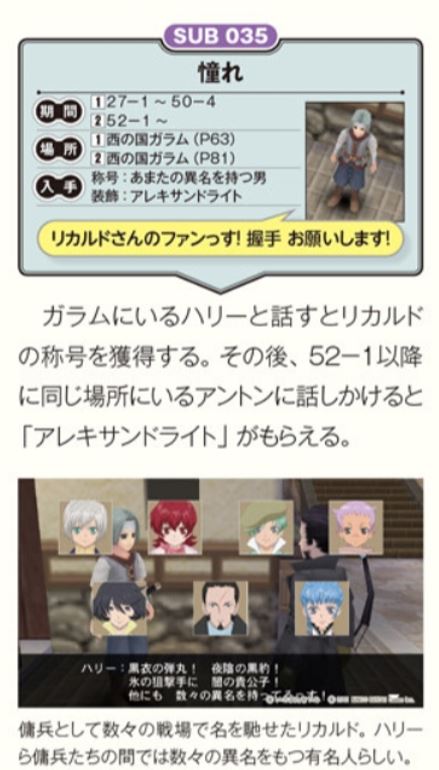 SUB 035
憧れ
期間
1 27-1 ~ 50-4
2 52-1 ~
場所
1 西の国ガラム (P63)
2 西の国ガラム (P81)
入手
称号:あまたの異名を持つ男
装飾:アレキサンドライト
リカルドさんのファンっす! 握手 お願いします!
ガラムにいるハリーと話すとリカルド
の称号を獲得する。その後、52-1以降
に同じ場所にいるアントンに話しかけると
「アレキサンドライト」がもらえる。
ハリー:黒衣の弾丸! 夜陰の黒豹!
氷の狙撃手に 闇の貴公子!
他にも 数々の異名を持ってるっす!
傭兵として数々の戦場で名を馳せたリカルド。ハリー
ら傭兵たちの間では数々の異名をもつ有名人らしい。